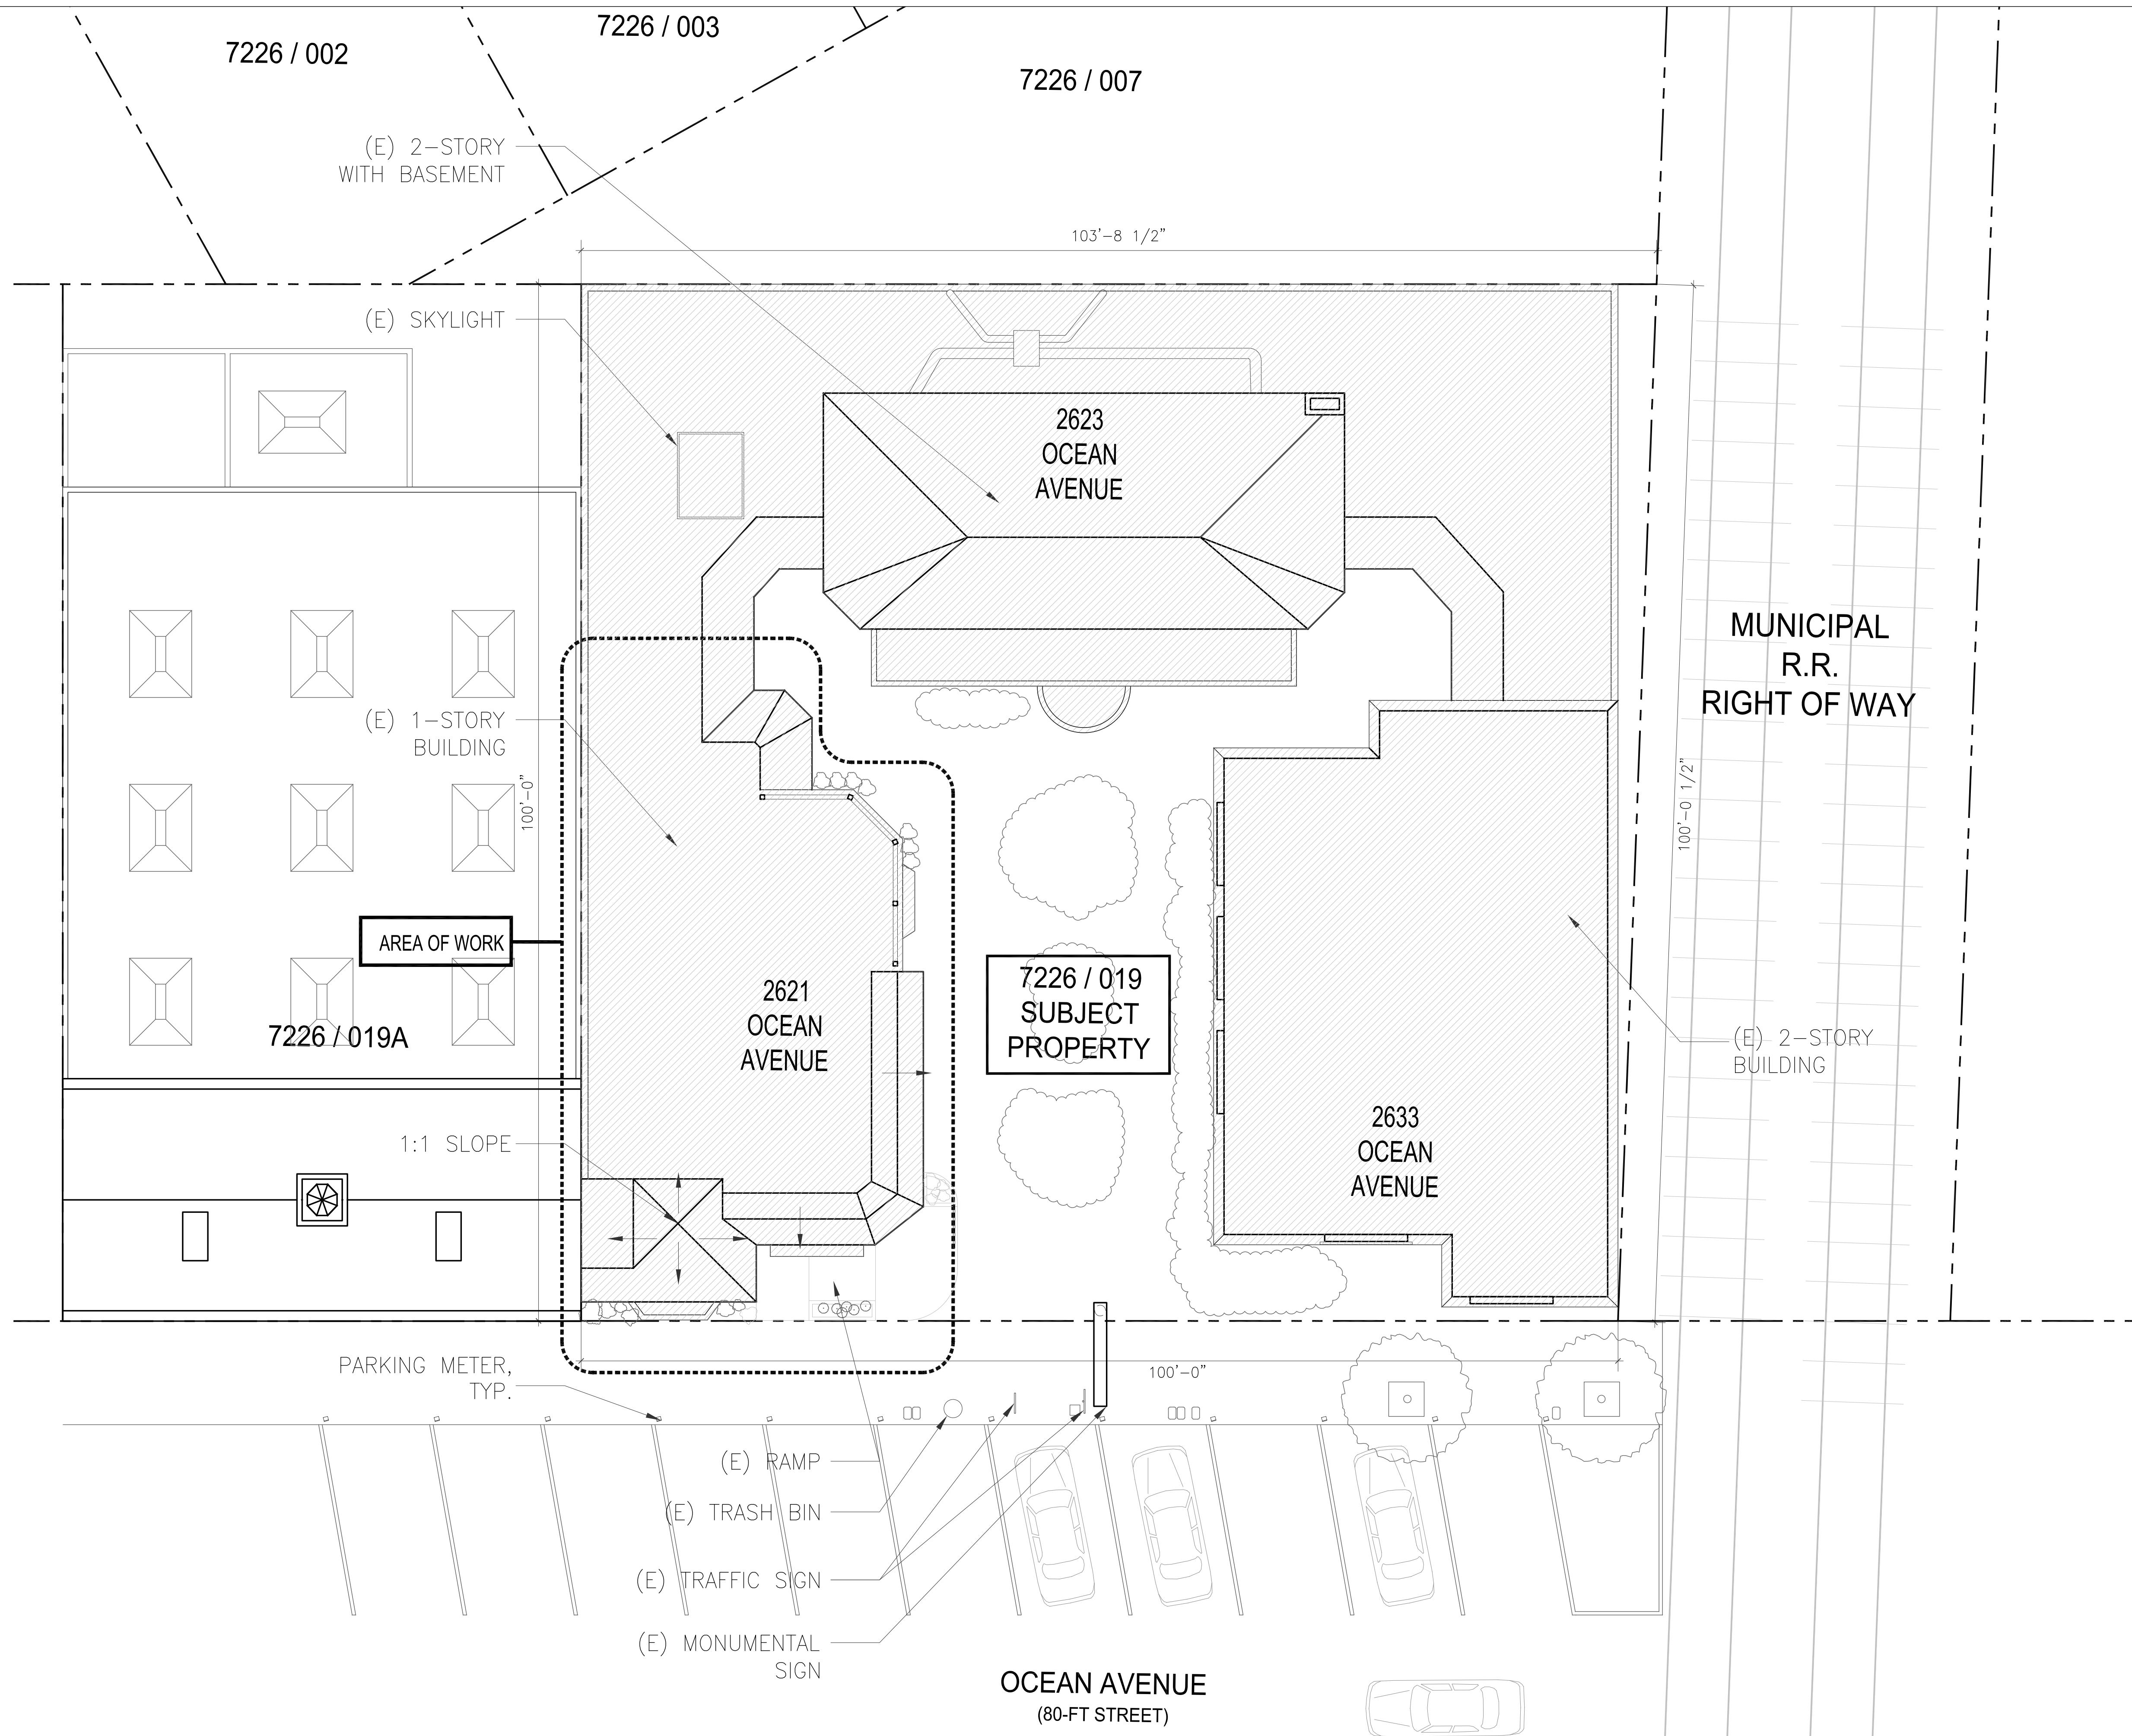 7226 / 002
7226 / 003
7226 / 007
(E) 2-STORY
WITH BASEMENT
103'-8 1/2"
(E) SKYLIGHT
2623
OCEAN
AVENUE
MUNICIPAL
R.R.
RIGHT OF WAY
(E) 1-STORY
BUILDING
100'-0"
100'-0 1/2"
AREA OF WORK
7226 / 019A
2621
OCEAN
AVENUE
7226 / 019
SUBJECT
PROPERTY
(E) 2-STORY
BUILDING
1:1 SLOPE
2633
OCEAN
AVENUE
PARKING METER,
TYP.
100'-0"
(E) RAMP
(E) TRASH BIN
(E) TRAFFIC SIGN
(E) MONUMENTAL
SIGN
OCEAN AVENUE
(80-FT STREET)